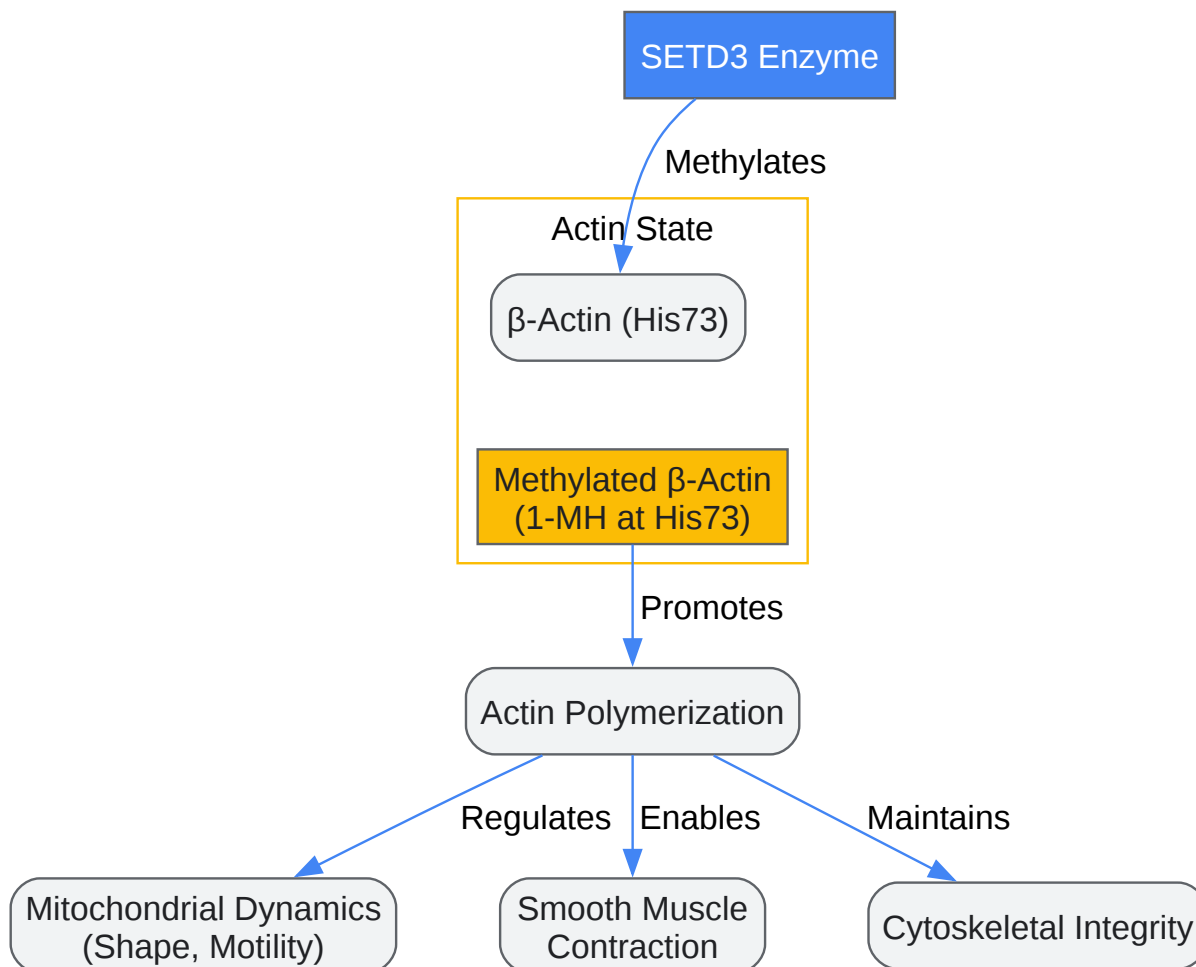 SETD3 Enzyme
Methylates
Actin State
β-Actin (His73)
Methylated β-Actin
(1-MH at His73)
Promotes
Actin Polymerization
Regulates
Enables
Maintains
Mitochondrial Dynamics
(Shape, Motility)
Smooth Muscle
Contraction
Cytoskeletal Integrity